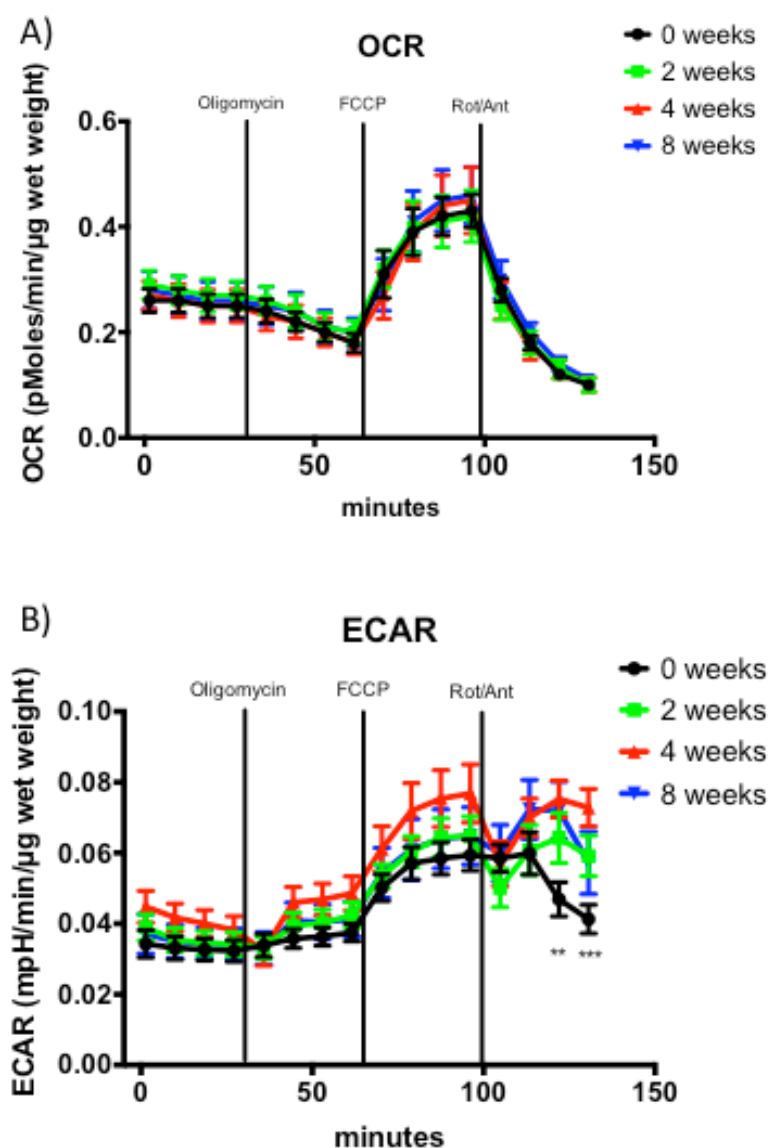 A)
OCR
0 weeks
2 weeks
4 weeks
8 weeks
Oligomycin
FCCP
Rot/Ant
OCR (pMoles/min/µg wet weight)
0.6
0.4
0.2
0.0
0
50
100
150
minutes
B)
ECAR
0 weeks
2 weeks
4 weeks
8 weeks
Oligomycin
FCCP
Rot/Ant
ECAR (mpH/min/µg wet weight)
0.10
0.08
0.06
0.04
0.02
0.00
**
***
0
50
100
150
minutes